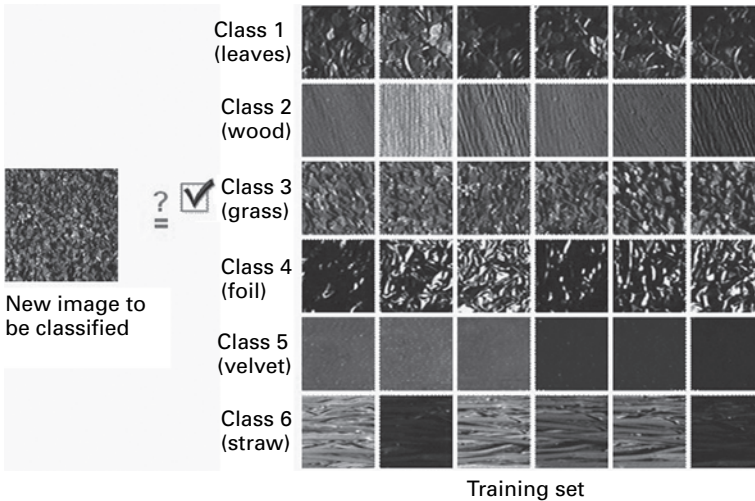 Class 1
(leaves)
Class 2
(wood)
Class 3
(grass)
Class 4
(foil)
Class 5
(velvet)
Class 6
(straw)
?
=
New image to
be classified
Training set